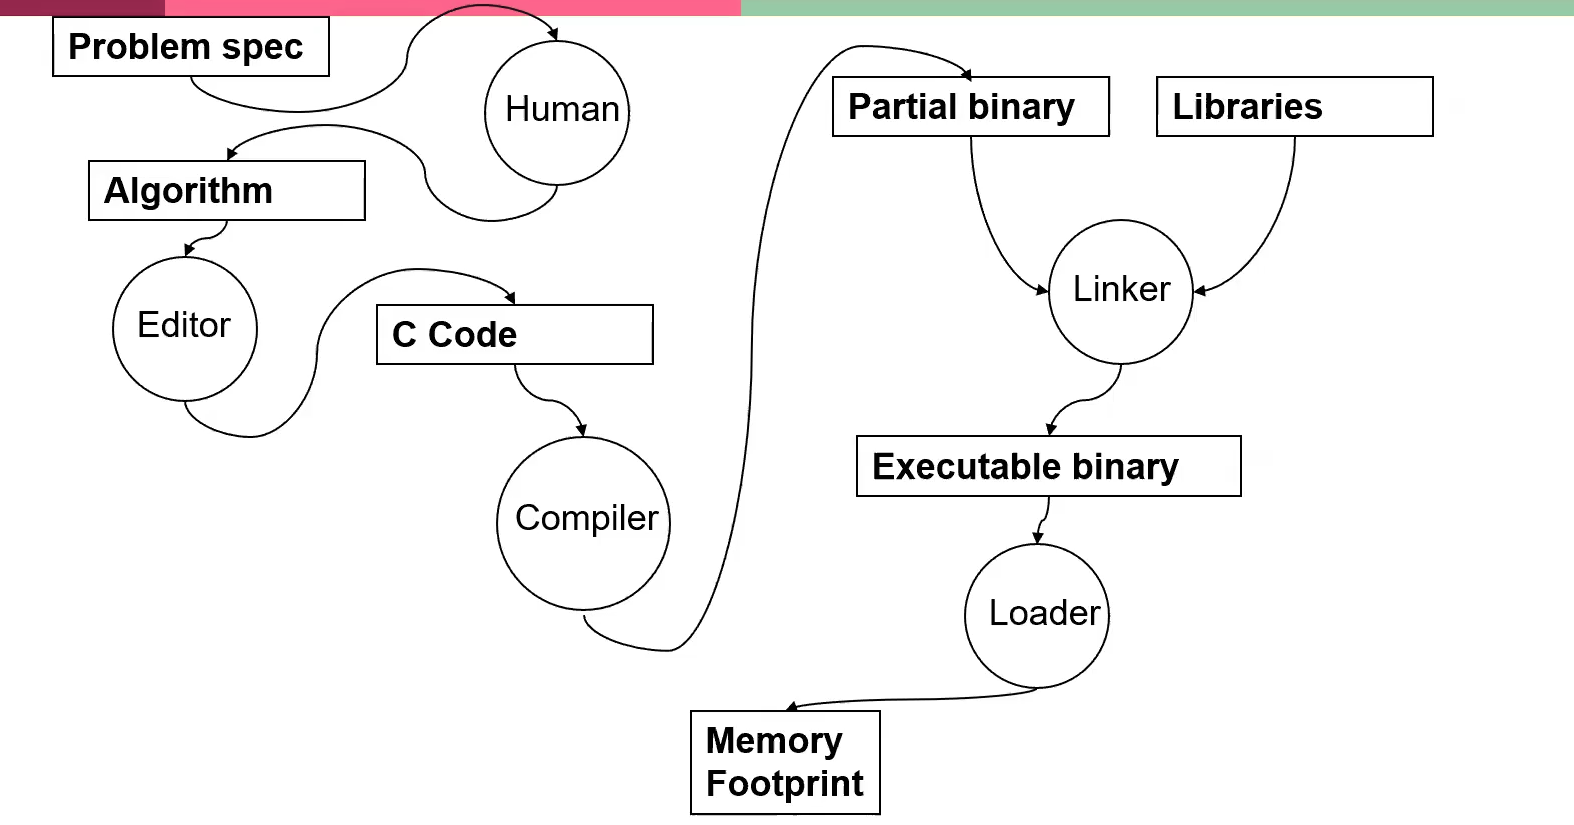 Problem spec
Human
Algorithm
Editor
C Code
Compiler
Partial binary
Libraries
Linker
Executable binary
Loader
Memory
Footprint